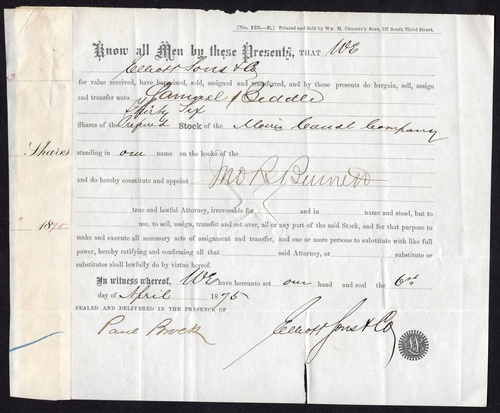 [No. 123.—B.] Printed and Sold by Wm. M. Christy's Sons, 127 South Third Street.
Know all Men by these Presents, THAT WE
Elliott Sons & Co
for value received, have bargained, sold, assigned and transferred, and by these presents do bargain, sell, assign
and transfer unto Samuel Biddle
Thirty Six
Shares of the Prefered Stock of the Morris Canal Company
Shares
standing in our name on the books of the
and do hereby constitute and appoint
Jno R Burnett
true and lawful Attorney, irrevocable for and in name and stead, but to
1875
use, to sell, assign, transfer and set over, all or any part of the said Stock, and for that purpose to
make and execute all necessary acts of assignment and transfer, and one or more persons to substitute with like full
power, hereby ratifying and confirming all that said Attorney, or substitute or
substitutes shall lawfully do by virtue hereof.
In witness whereof, WE have hereunto set our hand and seal the 6th
day of April 1875
SEALED AND DELIVERED IN THE PRESENCE OF
Paul Brock Elliott Sons & Co